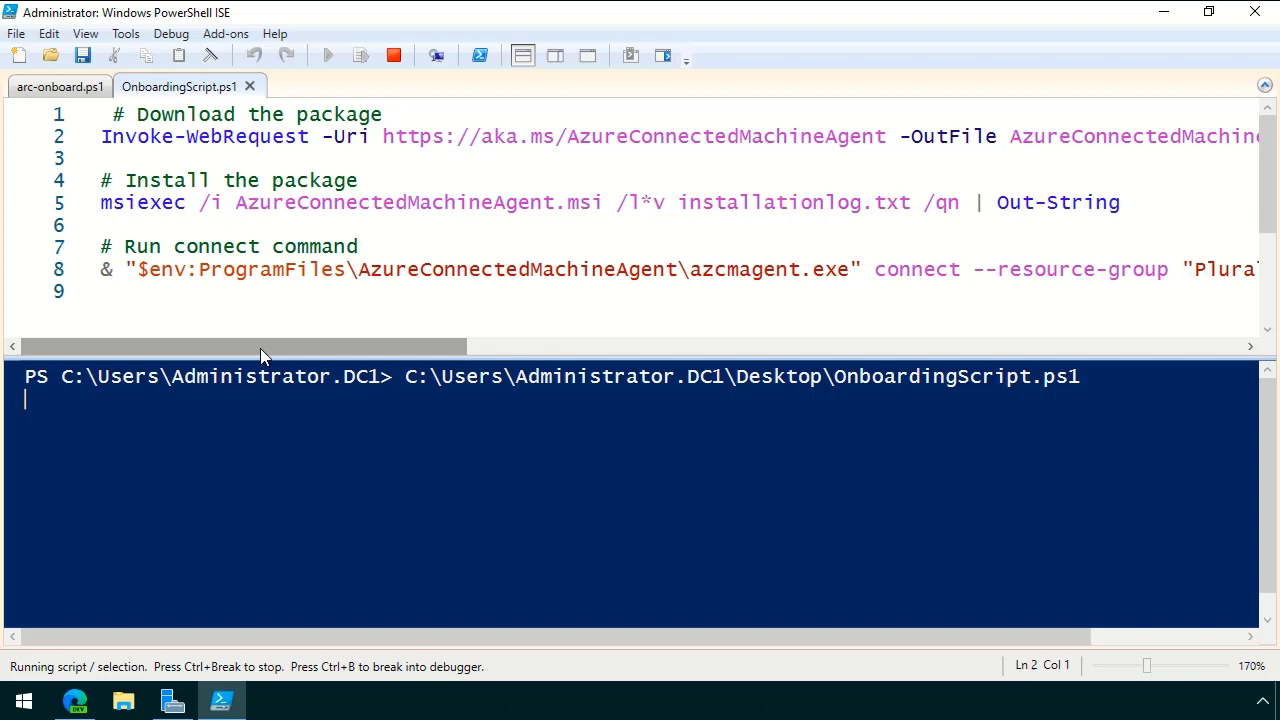 Administrator: Windows PowerShell ISE
File Edit View Tools Debug Add-ons Help
arc-onboard.ps1 OnboardingScript.ps1
1 # Download the package
2 Invoke-WebRequest -Uri https://aka.ms/AzureConnectedMachineAgent -OutFile AzureConnectedMachine
3
4 # Install the package
5 msiexec /i AzureConnectedMachineAgent.msi /l*v installationlog.txt /qn | Out-String
6
7 # Run connect command
8 & "$env:ProgramFiles\AzureConnectedMachineAgent\azcmagent.exe" connect --resource-group "Plural
9
PS C:\Users\Administrator.DC1> C:\Users\Administrator.DC1\Desktop\OnboardingScript.ps1
Running script / selection. Press Ctrl+Break to stop. Press Ctrl+B to break into debugger.
Ln 2 Col 1
170%
DEV